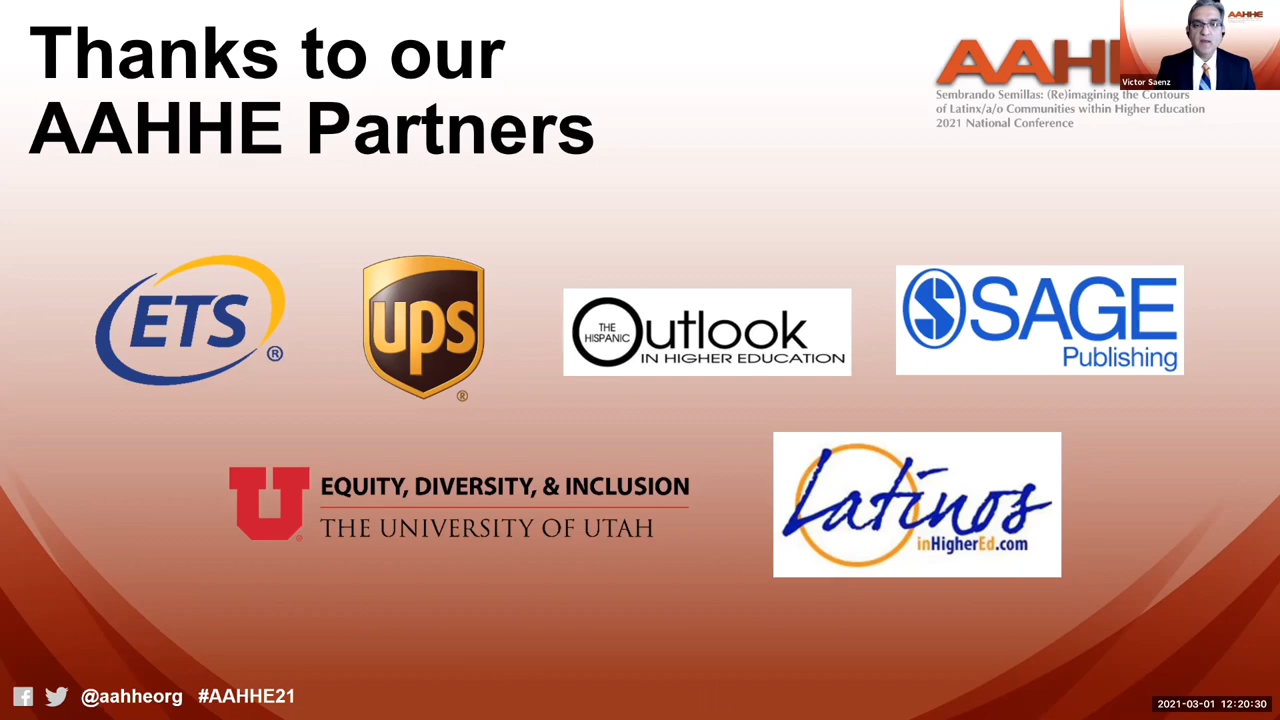 Thanks to our
AAHHE Partners
AAHH
Sembrando Semillas: (Re)imagining the Contours
of Latinx/a/o Communities within Higher Education
2021 National Conference
AAHHE
Victor Saenz
ETS
®
ups
®
THE
HISPANIC
Outlook
IN HIGHER EDUCATION
SAGE
Publishing
U
®
EQUITY, DIVERSITY, & INCLUSION
THE UNIVERSITY OF UTAH
Latinos
inHigherEd.com
@aahheorg #AAHHE21
2021-03-01 12:20:30